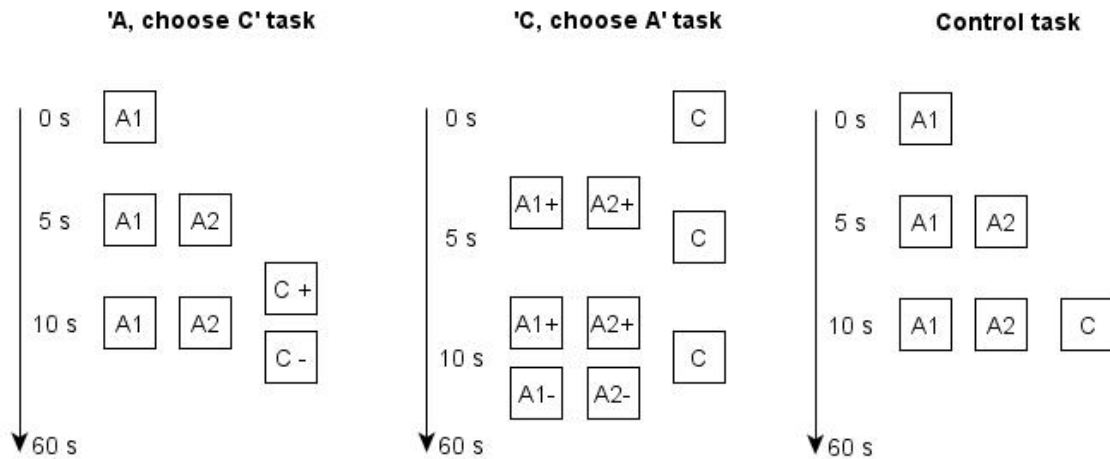 'A, choose C' task
0 s A1
5 s A1 A2
C +
10 s A1 A2
C -
60 s
'C, choose A' task
0 s C
A1+ A2+
5 s C
A1+ A2+
10 s C
A1- A2-
60 s
Control task
0 s A1
5 s A1 A2
10 s A1 A2 C
60 s